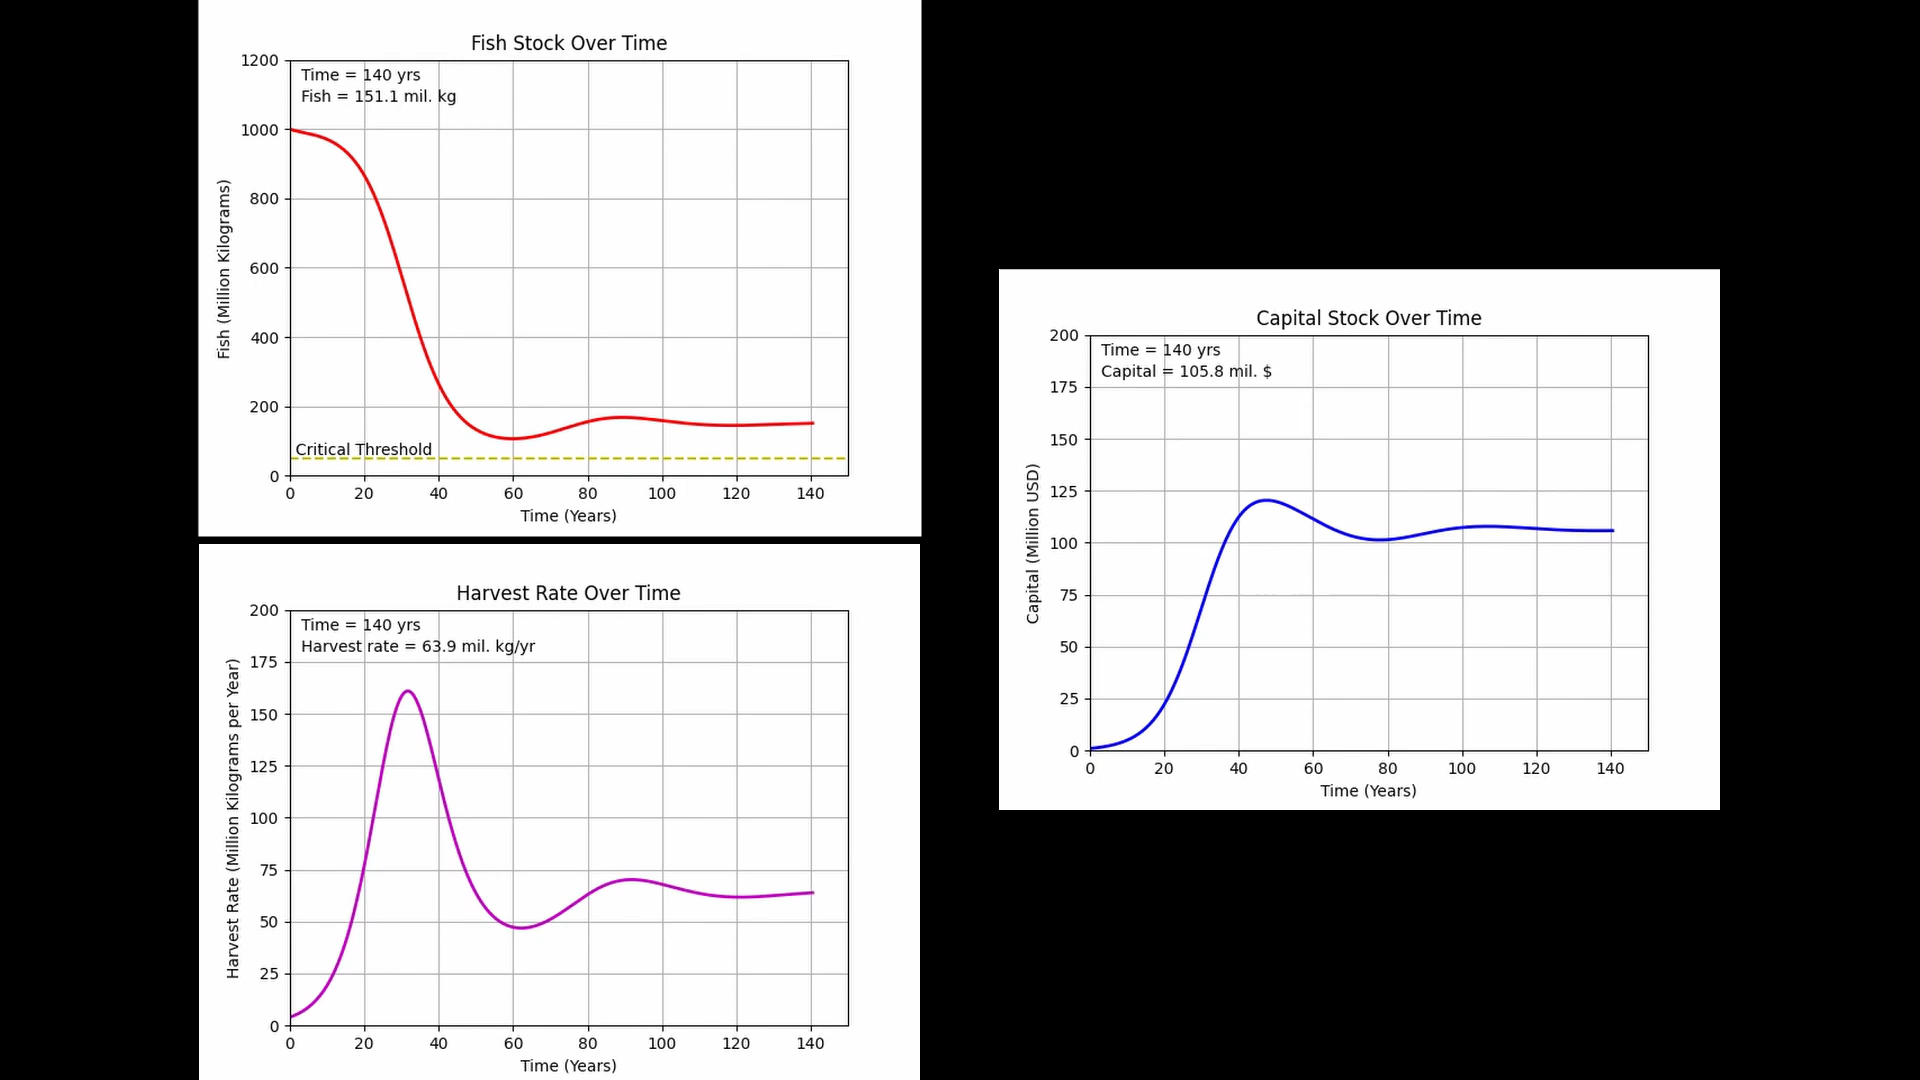 Fish Stock Over Time
Time = 140 yrs
Fish = 151.1 mil. kg
1200
1000
800
600
400
200
0
Fish (Million Kilograms)
Critical Threshold
0 20 40 60 80 100 120 140
Time (Years)
Harvest Rate Over Time
Time = 140 yrs
Harvest rate = 63.9 mil. kg/yr
200
175
150
125
100
75
50
25
0
Harvest Rate (Million Kilograms per Year)
0 20 40 60 80 100 120 140
Time (Years)
Capital Stock Over Time
Time = 140 yrs
Capital = 105.8 mil. $
200
175
150
125
100
75
50
25
0
Capital (Million USD)
0 20 40 60 80 100 120 140
Time (Years)